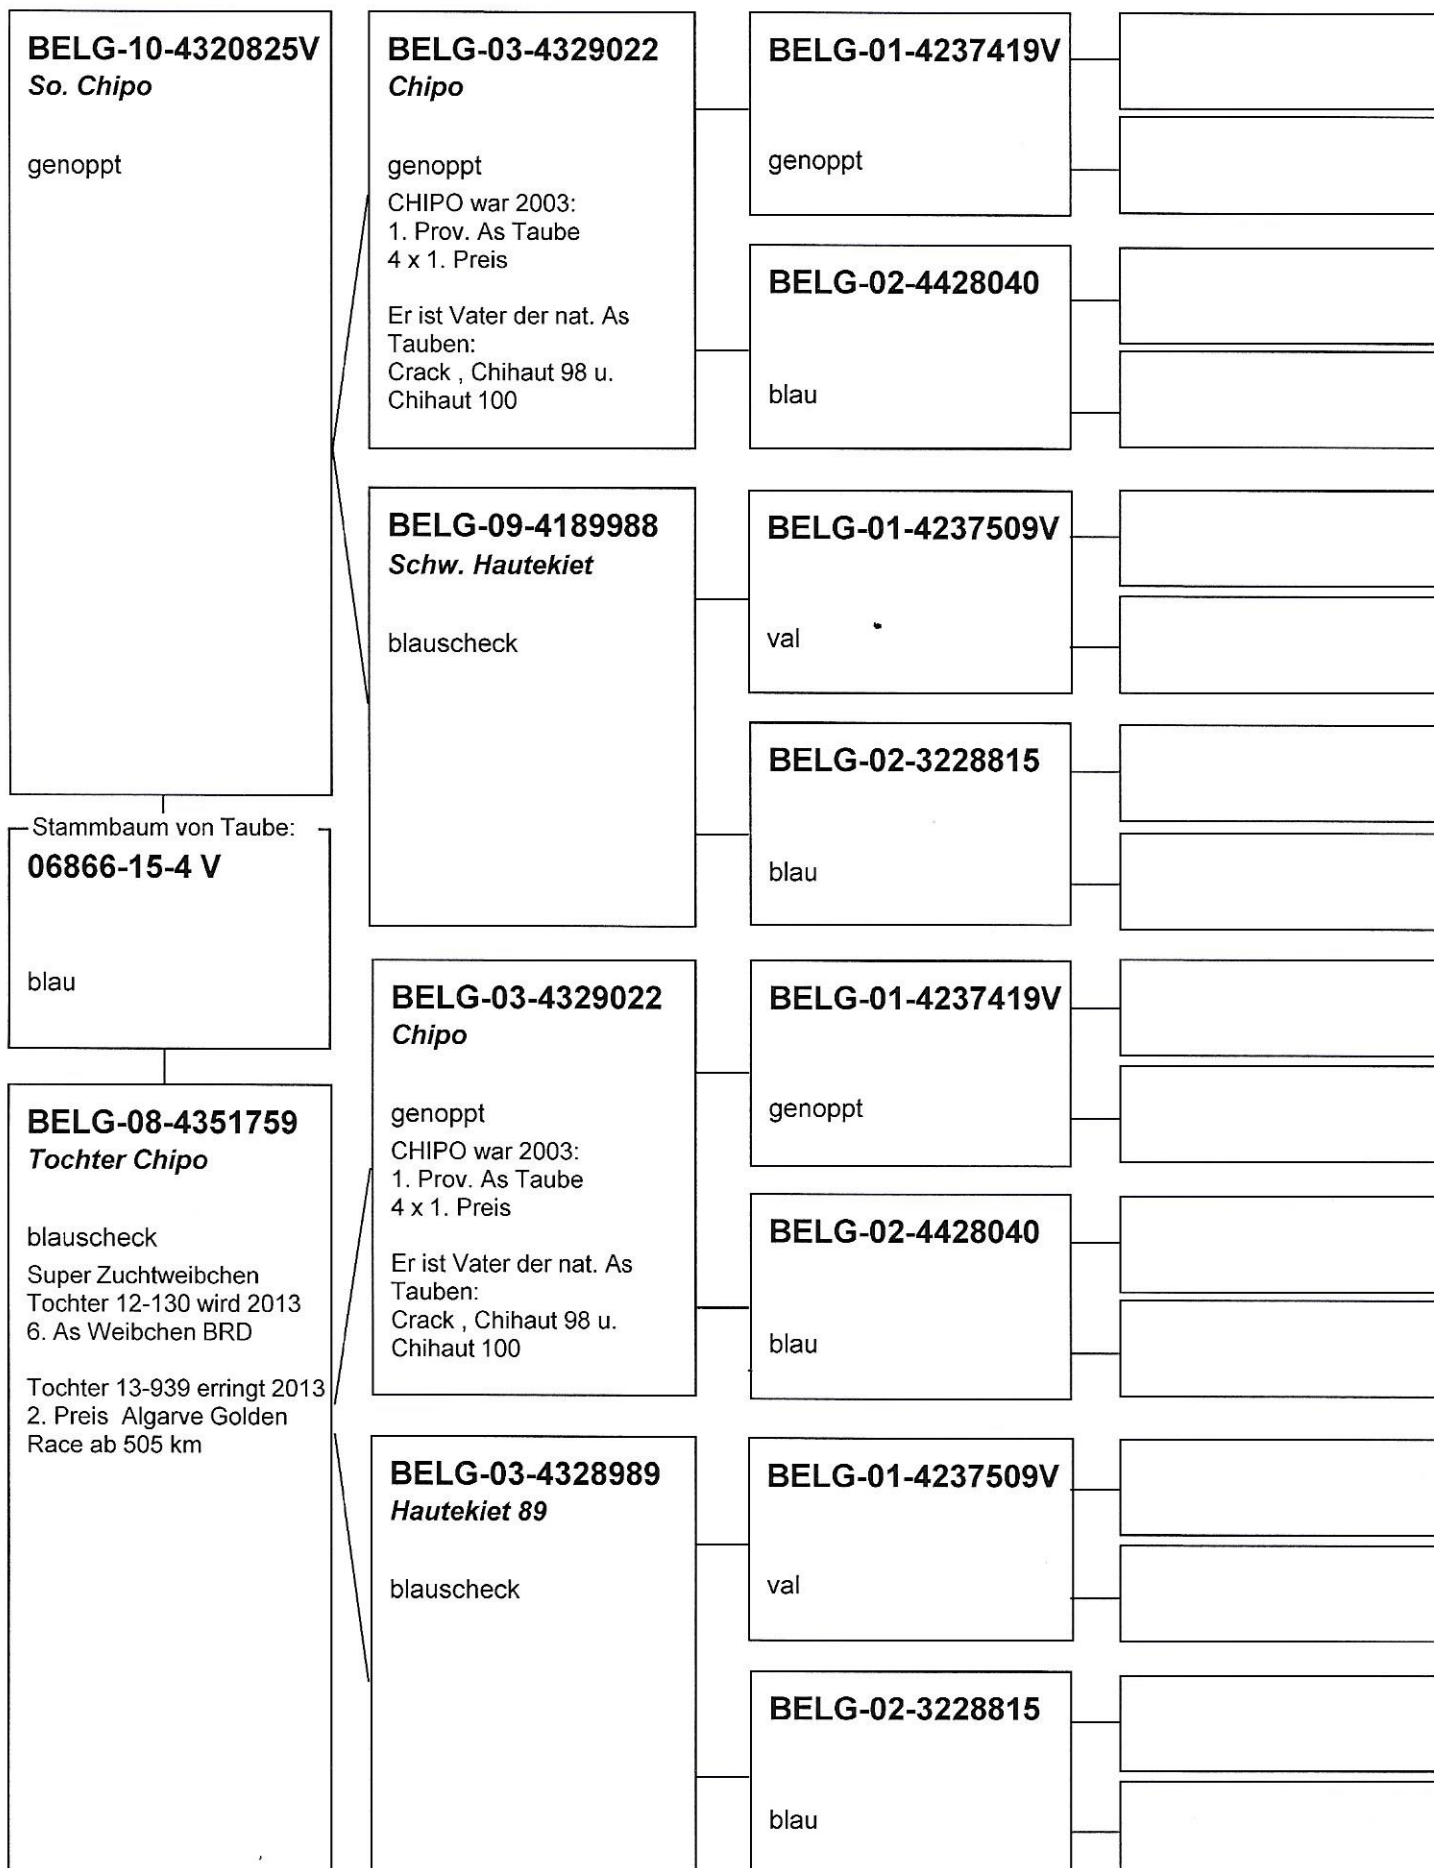 BELG-10-4320825V
So. Chipo
genoppt
Stammbaum von Taube:
06866-15-4 V
blau
BELG-08-4351759
Tochter Chipo
blauscheck
Super Zuchtweibchen
Tochter 12-130 wird 2013
6. As Weibchen BRD
Tochter 13-939 erringt 2013
2. Preis Algarve Golden
Race ab 505 km
BELG-03-4329022
Chipo
genoppt
CHIPO war 2003:
1. Prov. As Taube
4 x 1. Preis
Er ist Vater der nat. As
Tauben:
Crack , Chihaut 98 u.
Chihaut 100
BELG-09-4189988
Schw. Hautekiet
blauscheck
BELG-03-4329022
Chipo
genoppt
CHIPO war 2003:
1. Prov. As Taube
4 x 1. Preis
Er ist Vater der nat. As
Tauben:
Crack , Chihaut 98 u.
Chihaut 100
BELG-03-4328989
Hautekiet 89
blauscheck
BELG-01-4237419V
genoppt
BELG-02-4428040
blau
BELG-01-4237509V
val
BELG-02-3228815
blau
BELG-01-4237419V
genoppt
BELG-02-4428040
blau
BELG-01-4237509V
val
BELG-02-3228815
blau